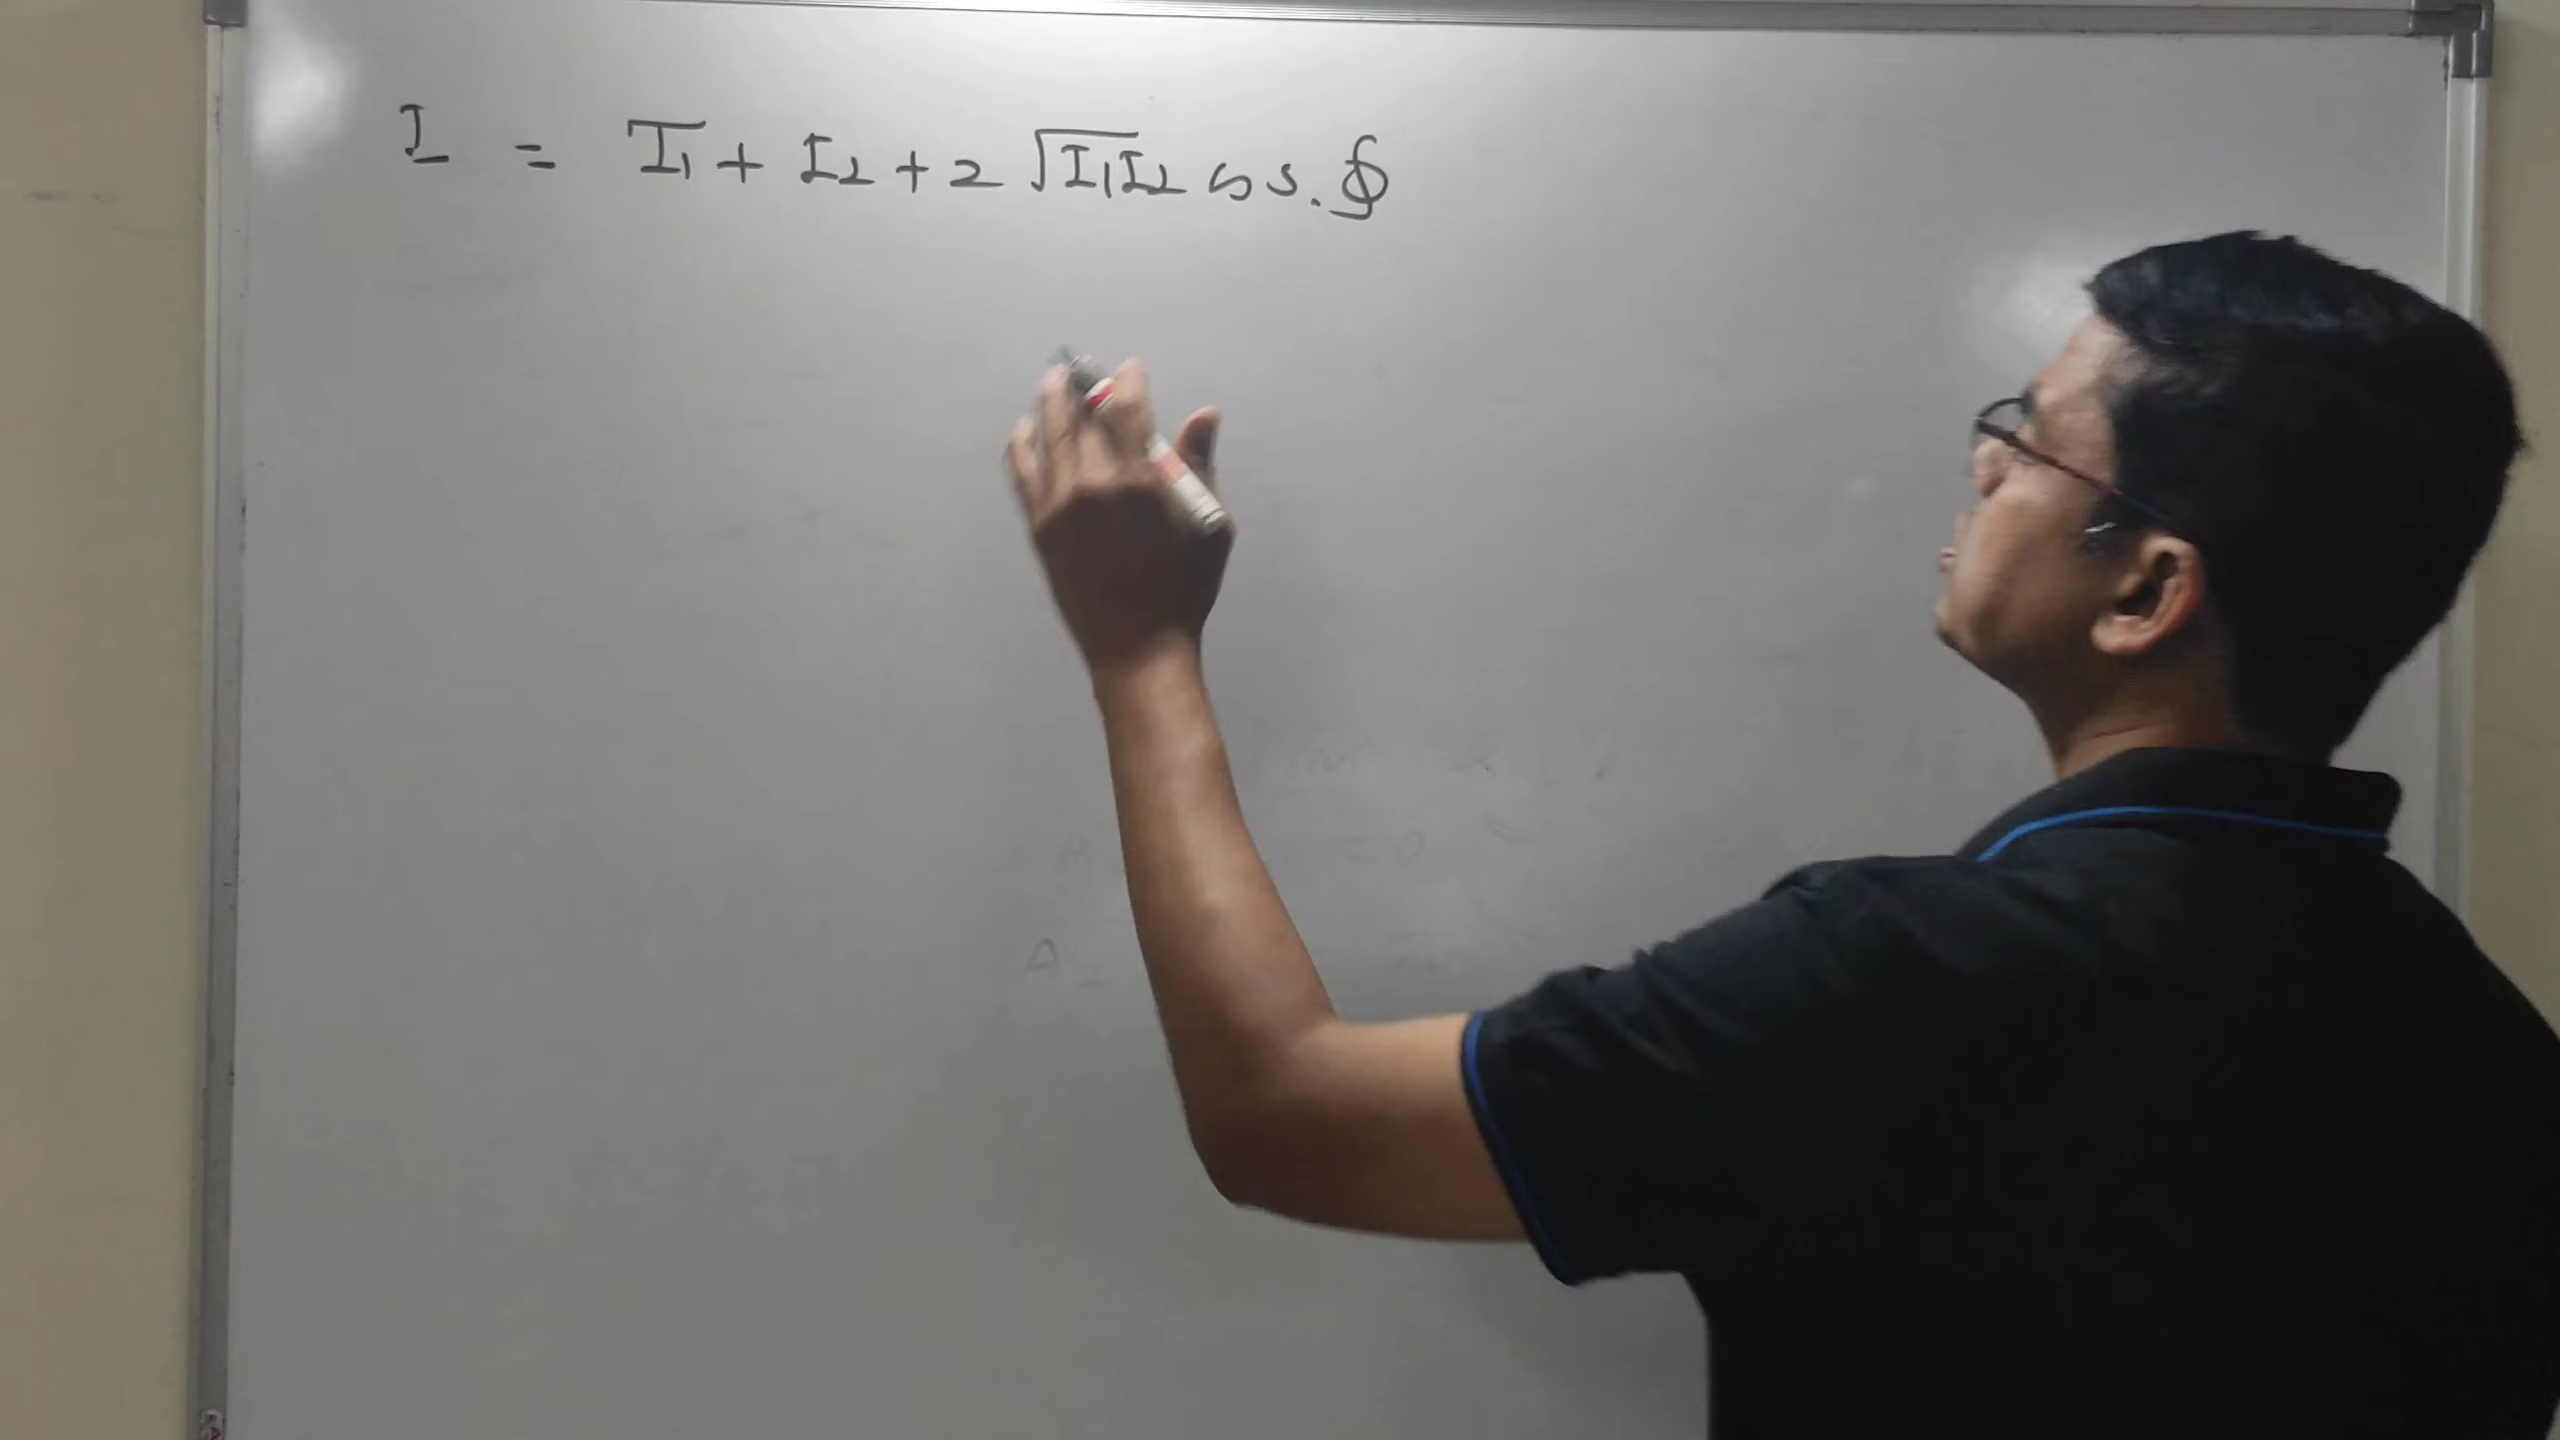 I = I₁ + I₂ + 2 √I₁I₂ cos. ϕ